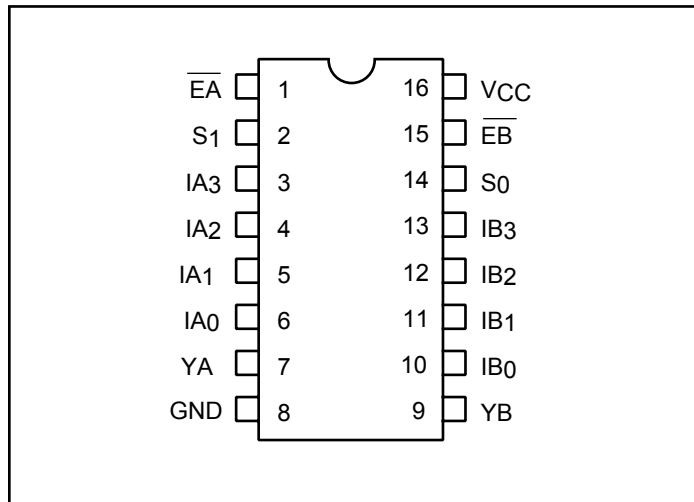 EA 1 16 VCC
S1 2 15 EB
IA3 3 14 S0
IA2 4 13 IB3
IA1 5 12 IB2
IA0 6 11 IB1
YA 7 10 IB0
GND 8 9 YB